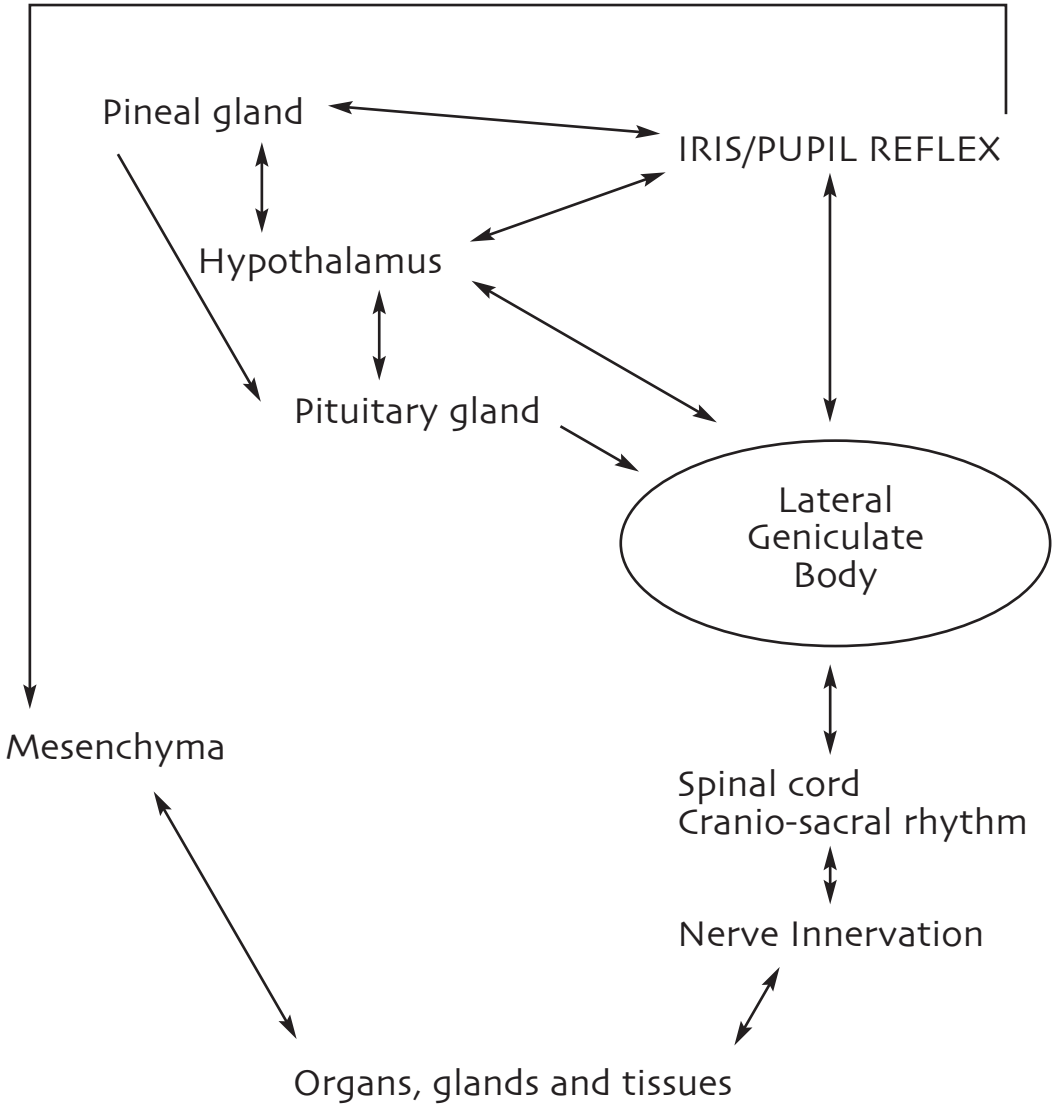 Pineal gland
IRIS/PUPIL REFLEX
Hypothalamus
Pituitary gland
Lateral
Geniculate
Body
Mesenchyma
Spinal cord
Cranio-sacral rhythm
Nerve Innervation
Organs, glands and tissues